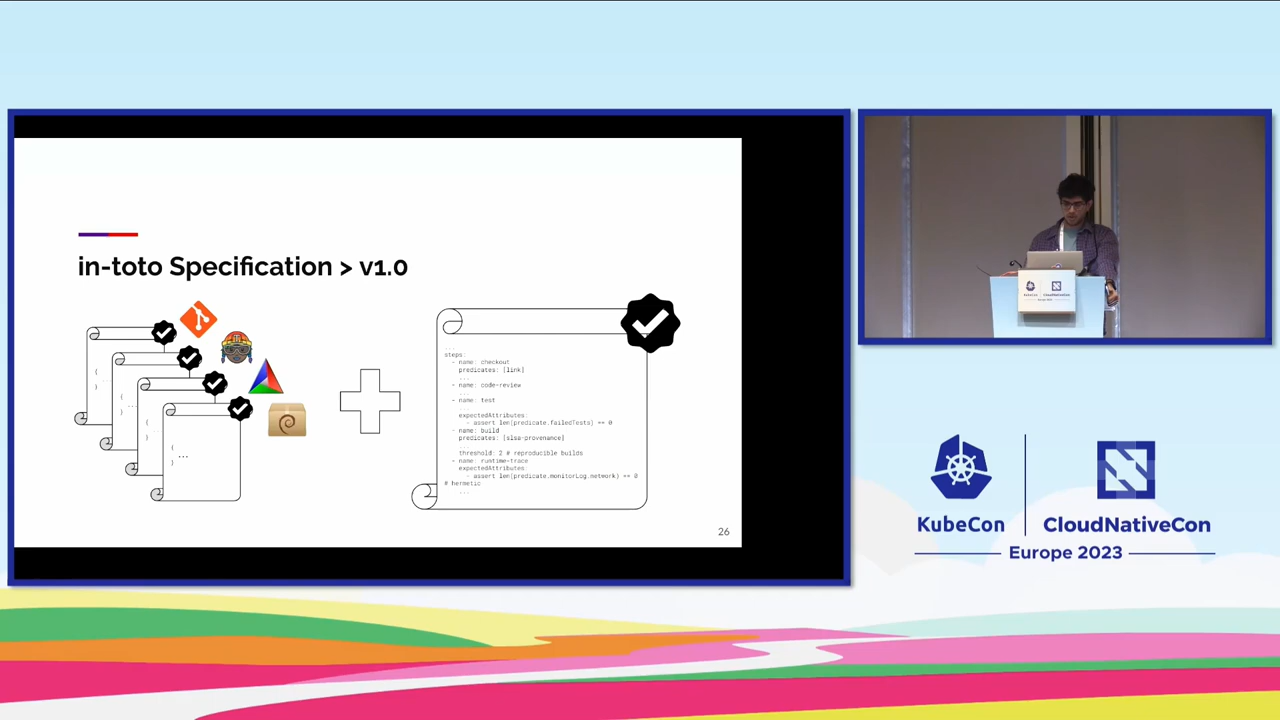 in-toto Specification > v1.0
{
...
}
{
...
}
{
...
}
{
...
}
...
steps:
- name: checkout
predicates: [link]
...
- name: code-review
...
- name: test
...
expectedAttributes:
- assert len(predicate.failedTests) == 0
- name: build
predicates: [slsa-provenance]
...
threshold: 2 # reproducible builds
- name: runtime-trace
expectedAttributes:
- assert len(predicate.monitorLog.network) == 0
# hermetic
...
26
KubeCon
CloudNativeCon
Europe 2023